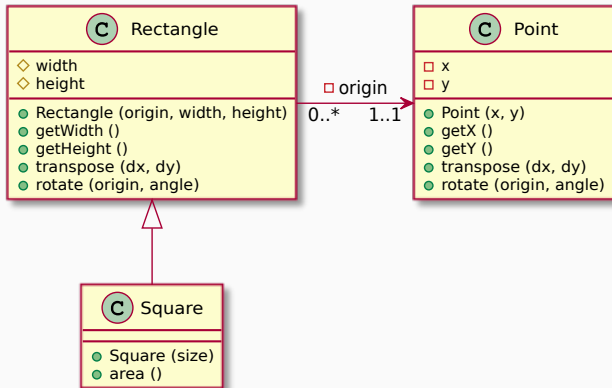 C Rectangle
width
height
Rectangle (origin, width, height)
getWidth ()
getHeight ()
transpose (dx, dy)
rotate (origin, angle)
origin
0..* 1..1
C Point
x
y
Point (x, y)
getX ()
getY ()
transpose (dx, dy)
rotate (origin, angle)
C Square
Square (size)
area ()